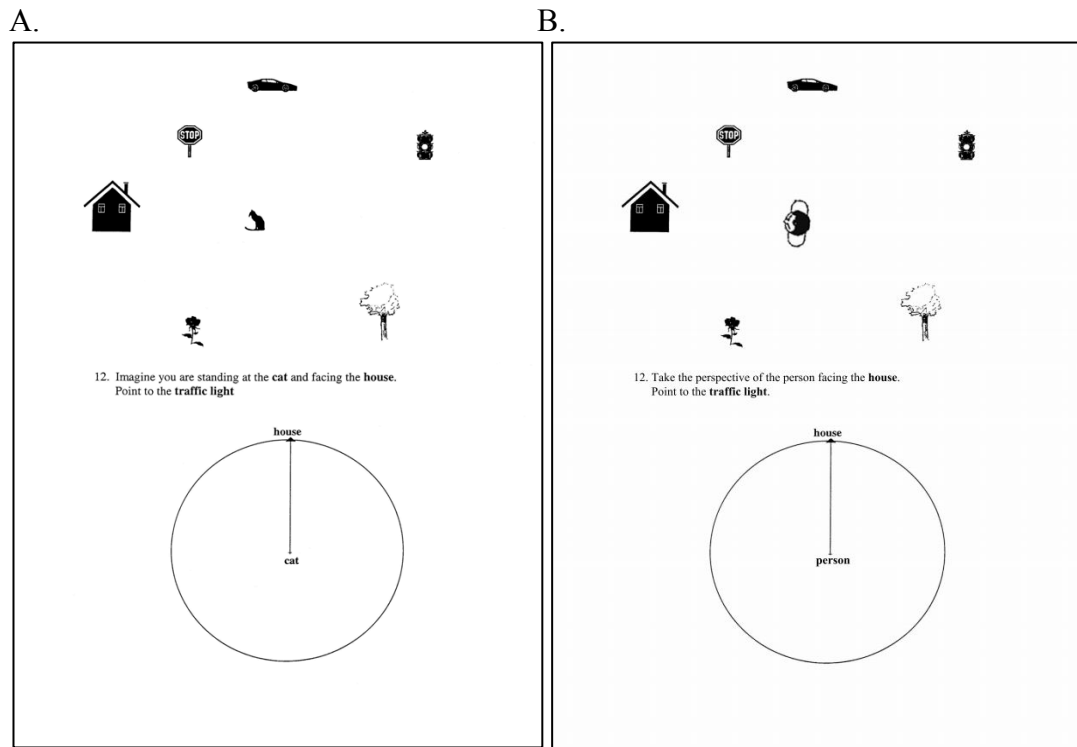 A.
B.
STOP
STOP
12. Imagine you are standing at the cat and facing the house.
Point to the traffic light
house
cat
12. Take the perspective of the person facing the house.
Point to the traffic light.
house
person